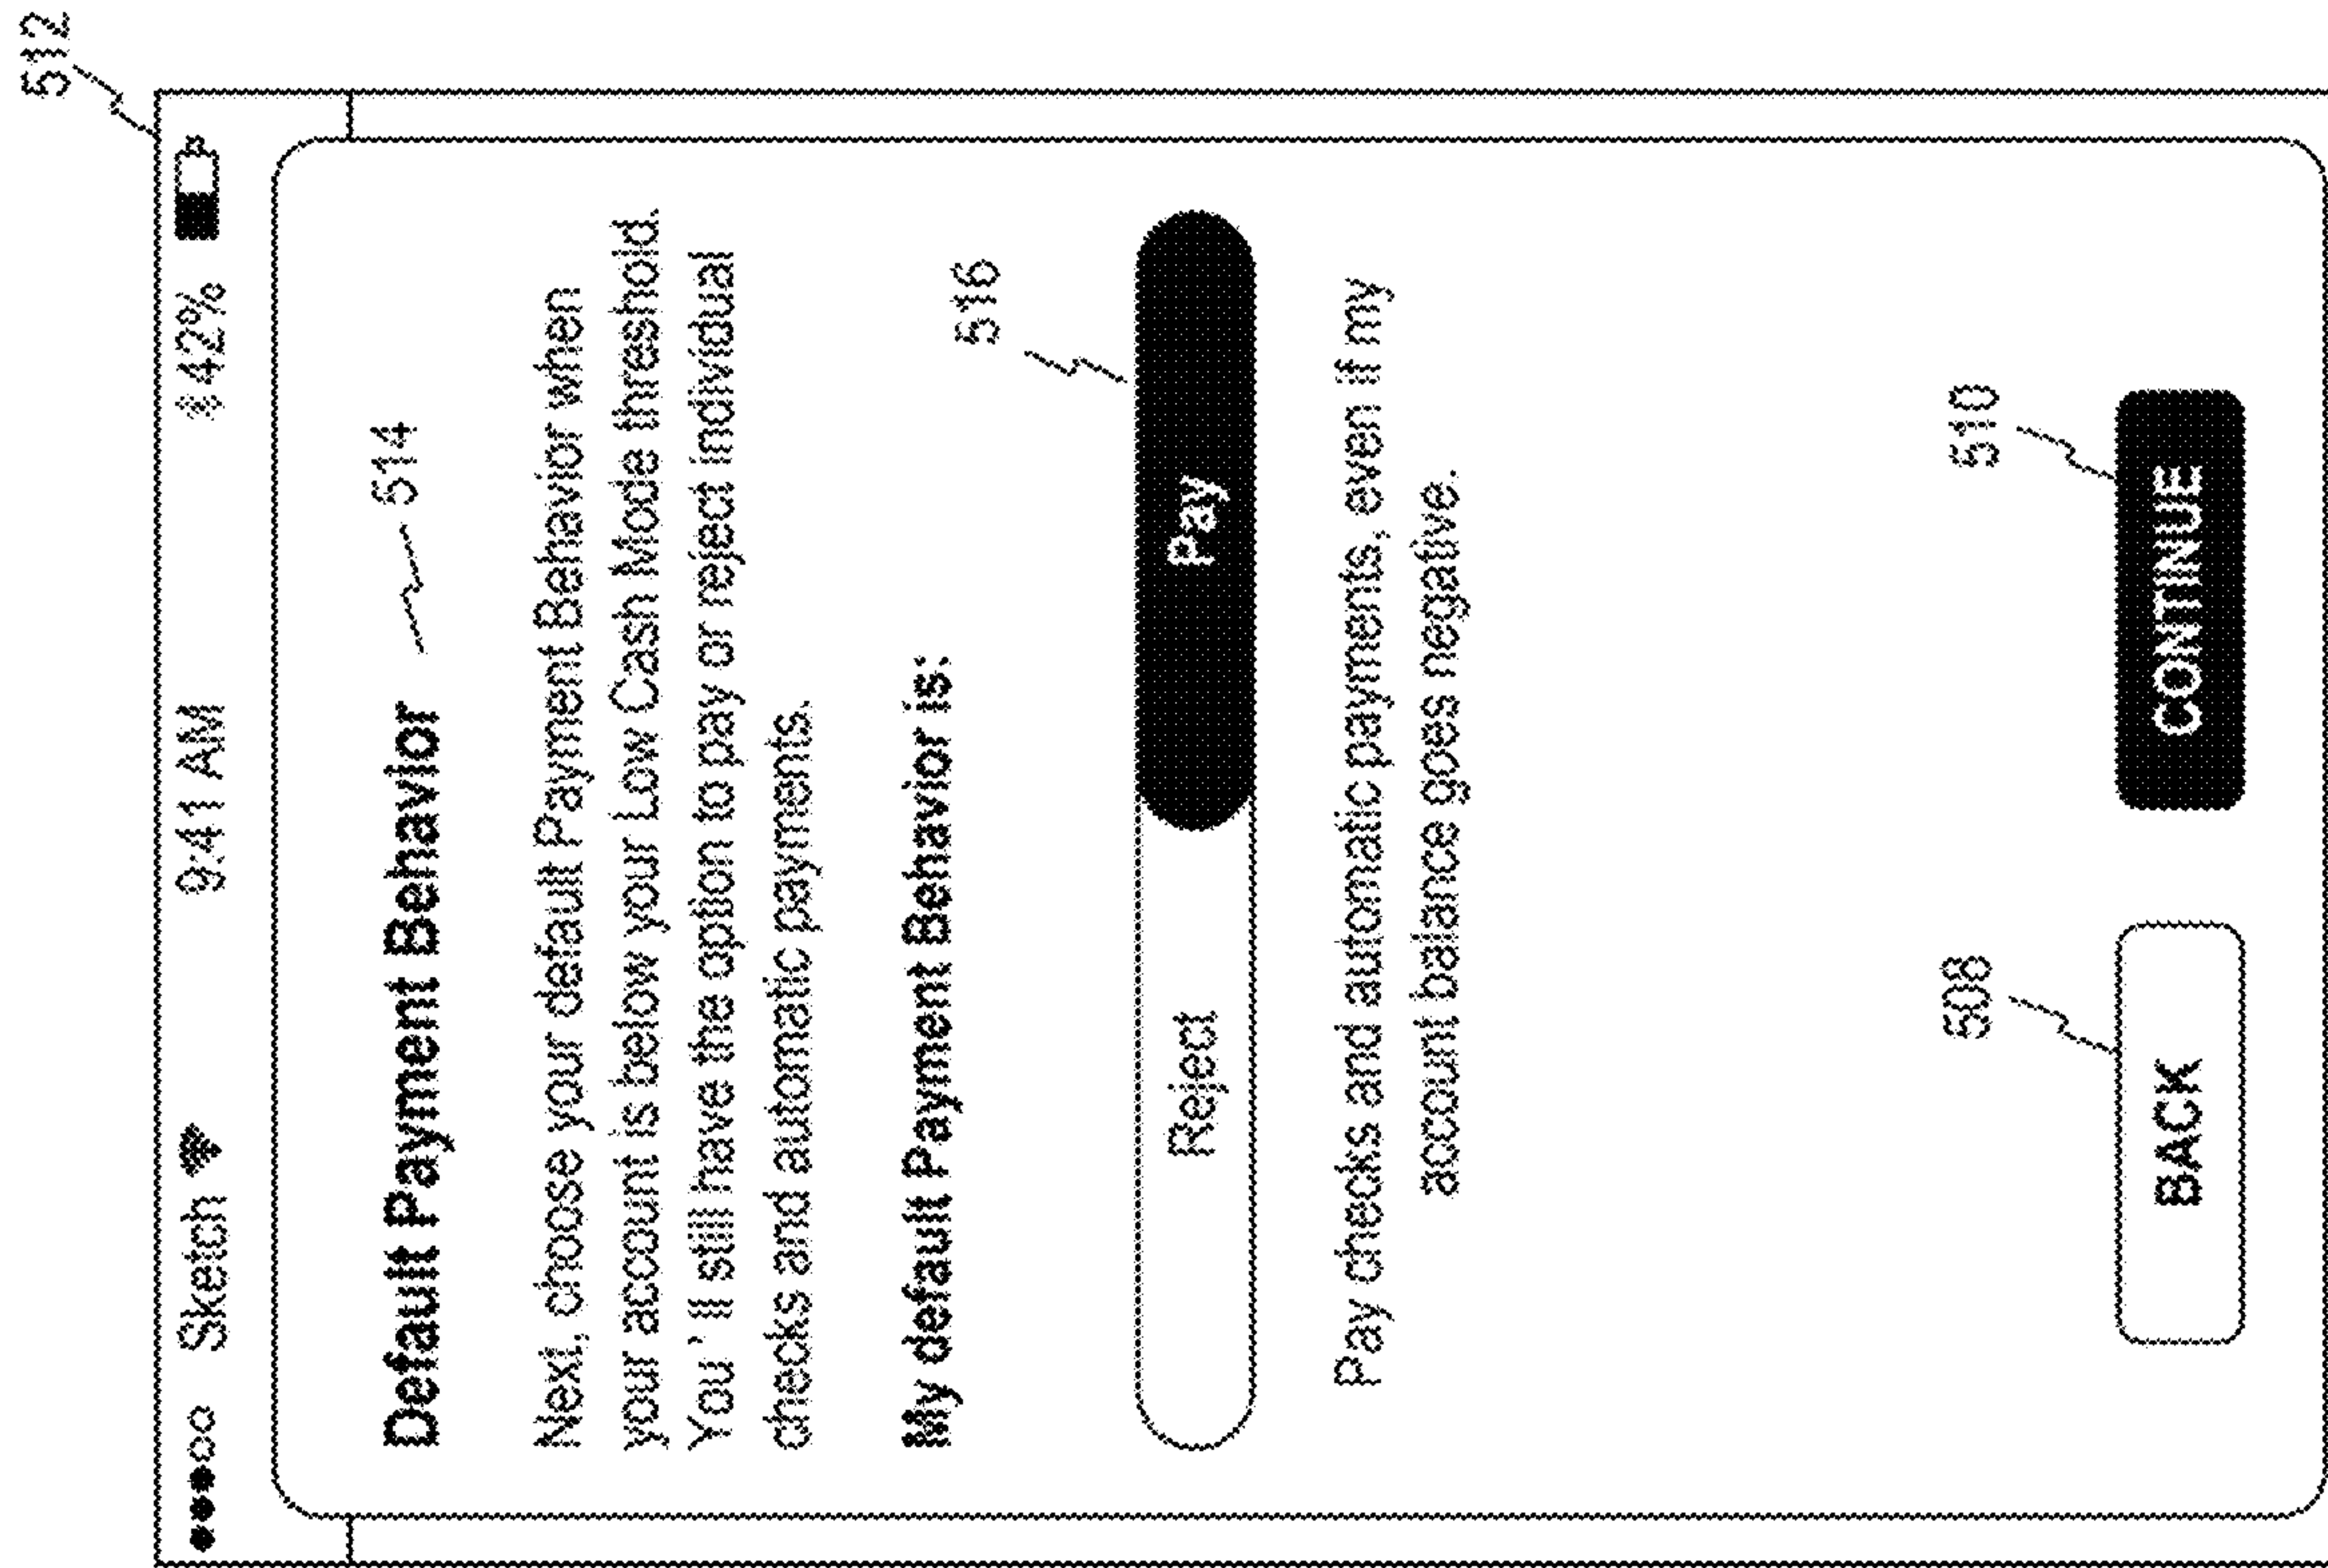 512
Sketch 9:41 AM 42%
Default Payment Behavior 514
Next, choose your default Payment Behavior when
your account is below your Low Cash Mode threshold.
You'll still have the option to pay or reject individual
checks and automatic payments.
My default Payment Behavior is:
516
Reject Pay
Pay checks and automatic payments, even if my
account balance goes negative.
508 510
BACK CONTINUE